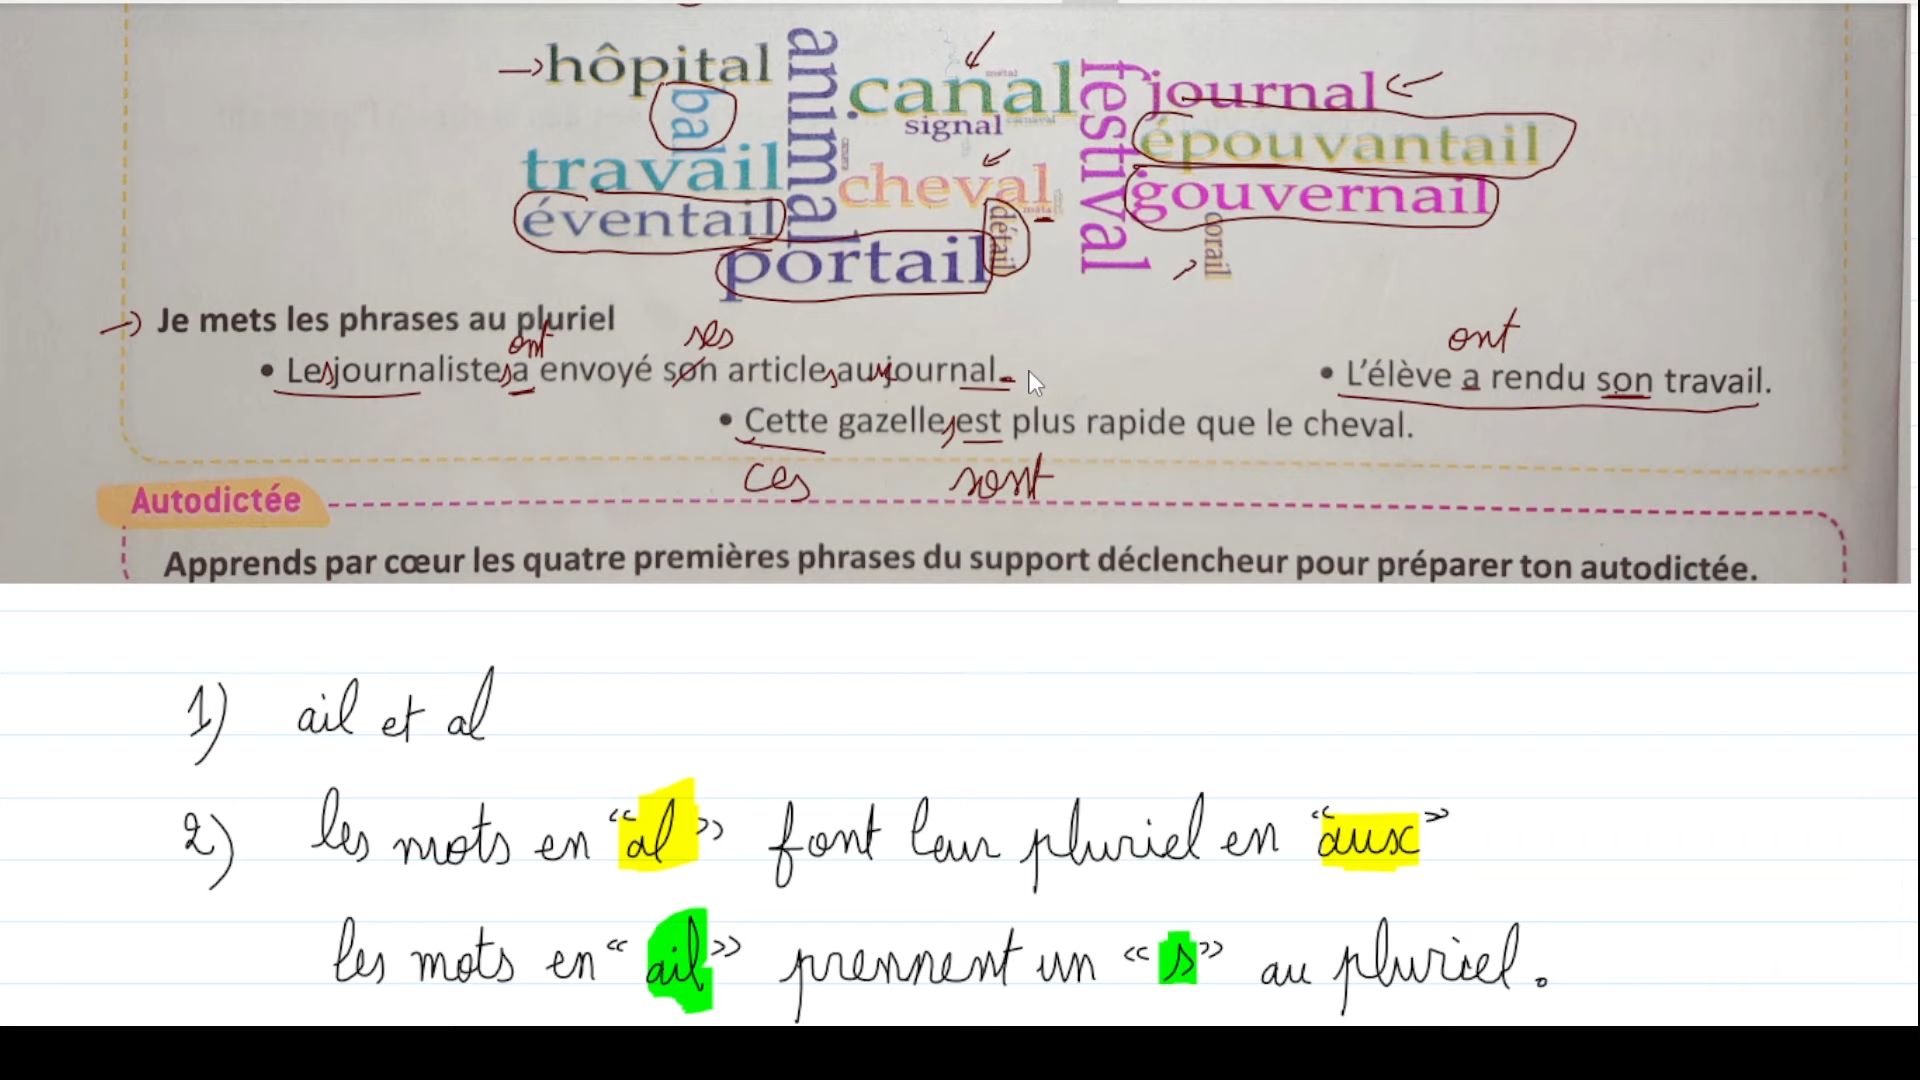 hôpital
bal
animal
canal
métal
signal
carnaval
festival
journal
épouvantail
travail
cheval
gouvernail
éventail
détail
corail
portail
Je mets les phrases au pluriel
ont ses ont
• Les journalistes a envoyé son articles aux journal.
• L'élève a rendu son travail.
• Cette gazelles est plus rapide que le cheval.
ces sont
Autodictée
Apprends par cœur les quatre premières phrases du support déclencheur pour préparer ton autodictée.
1) ail et al
2) les mots en "al" font leur pluriel en "aux"
les mots en "ail" prennent un "s" au pluriel.